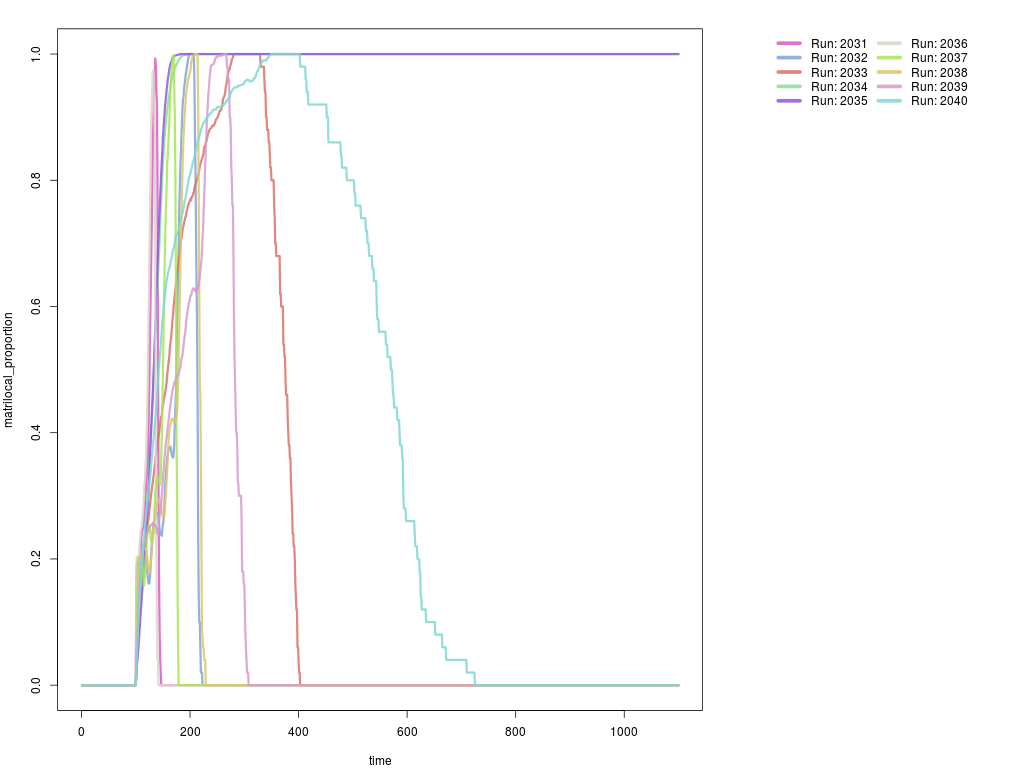 Run: 2031 Run: 2036
Run: 2032 Run: 2037
Run: 2033 Run: 2038
Run: 2034 Run: 2039
Run: 2035 Run: 2040
matrilocal_proportion
1.0
0.8
0.6
0.4
0.2
0.0
0 200 400 600 800 1000
time